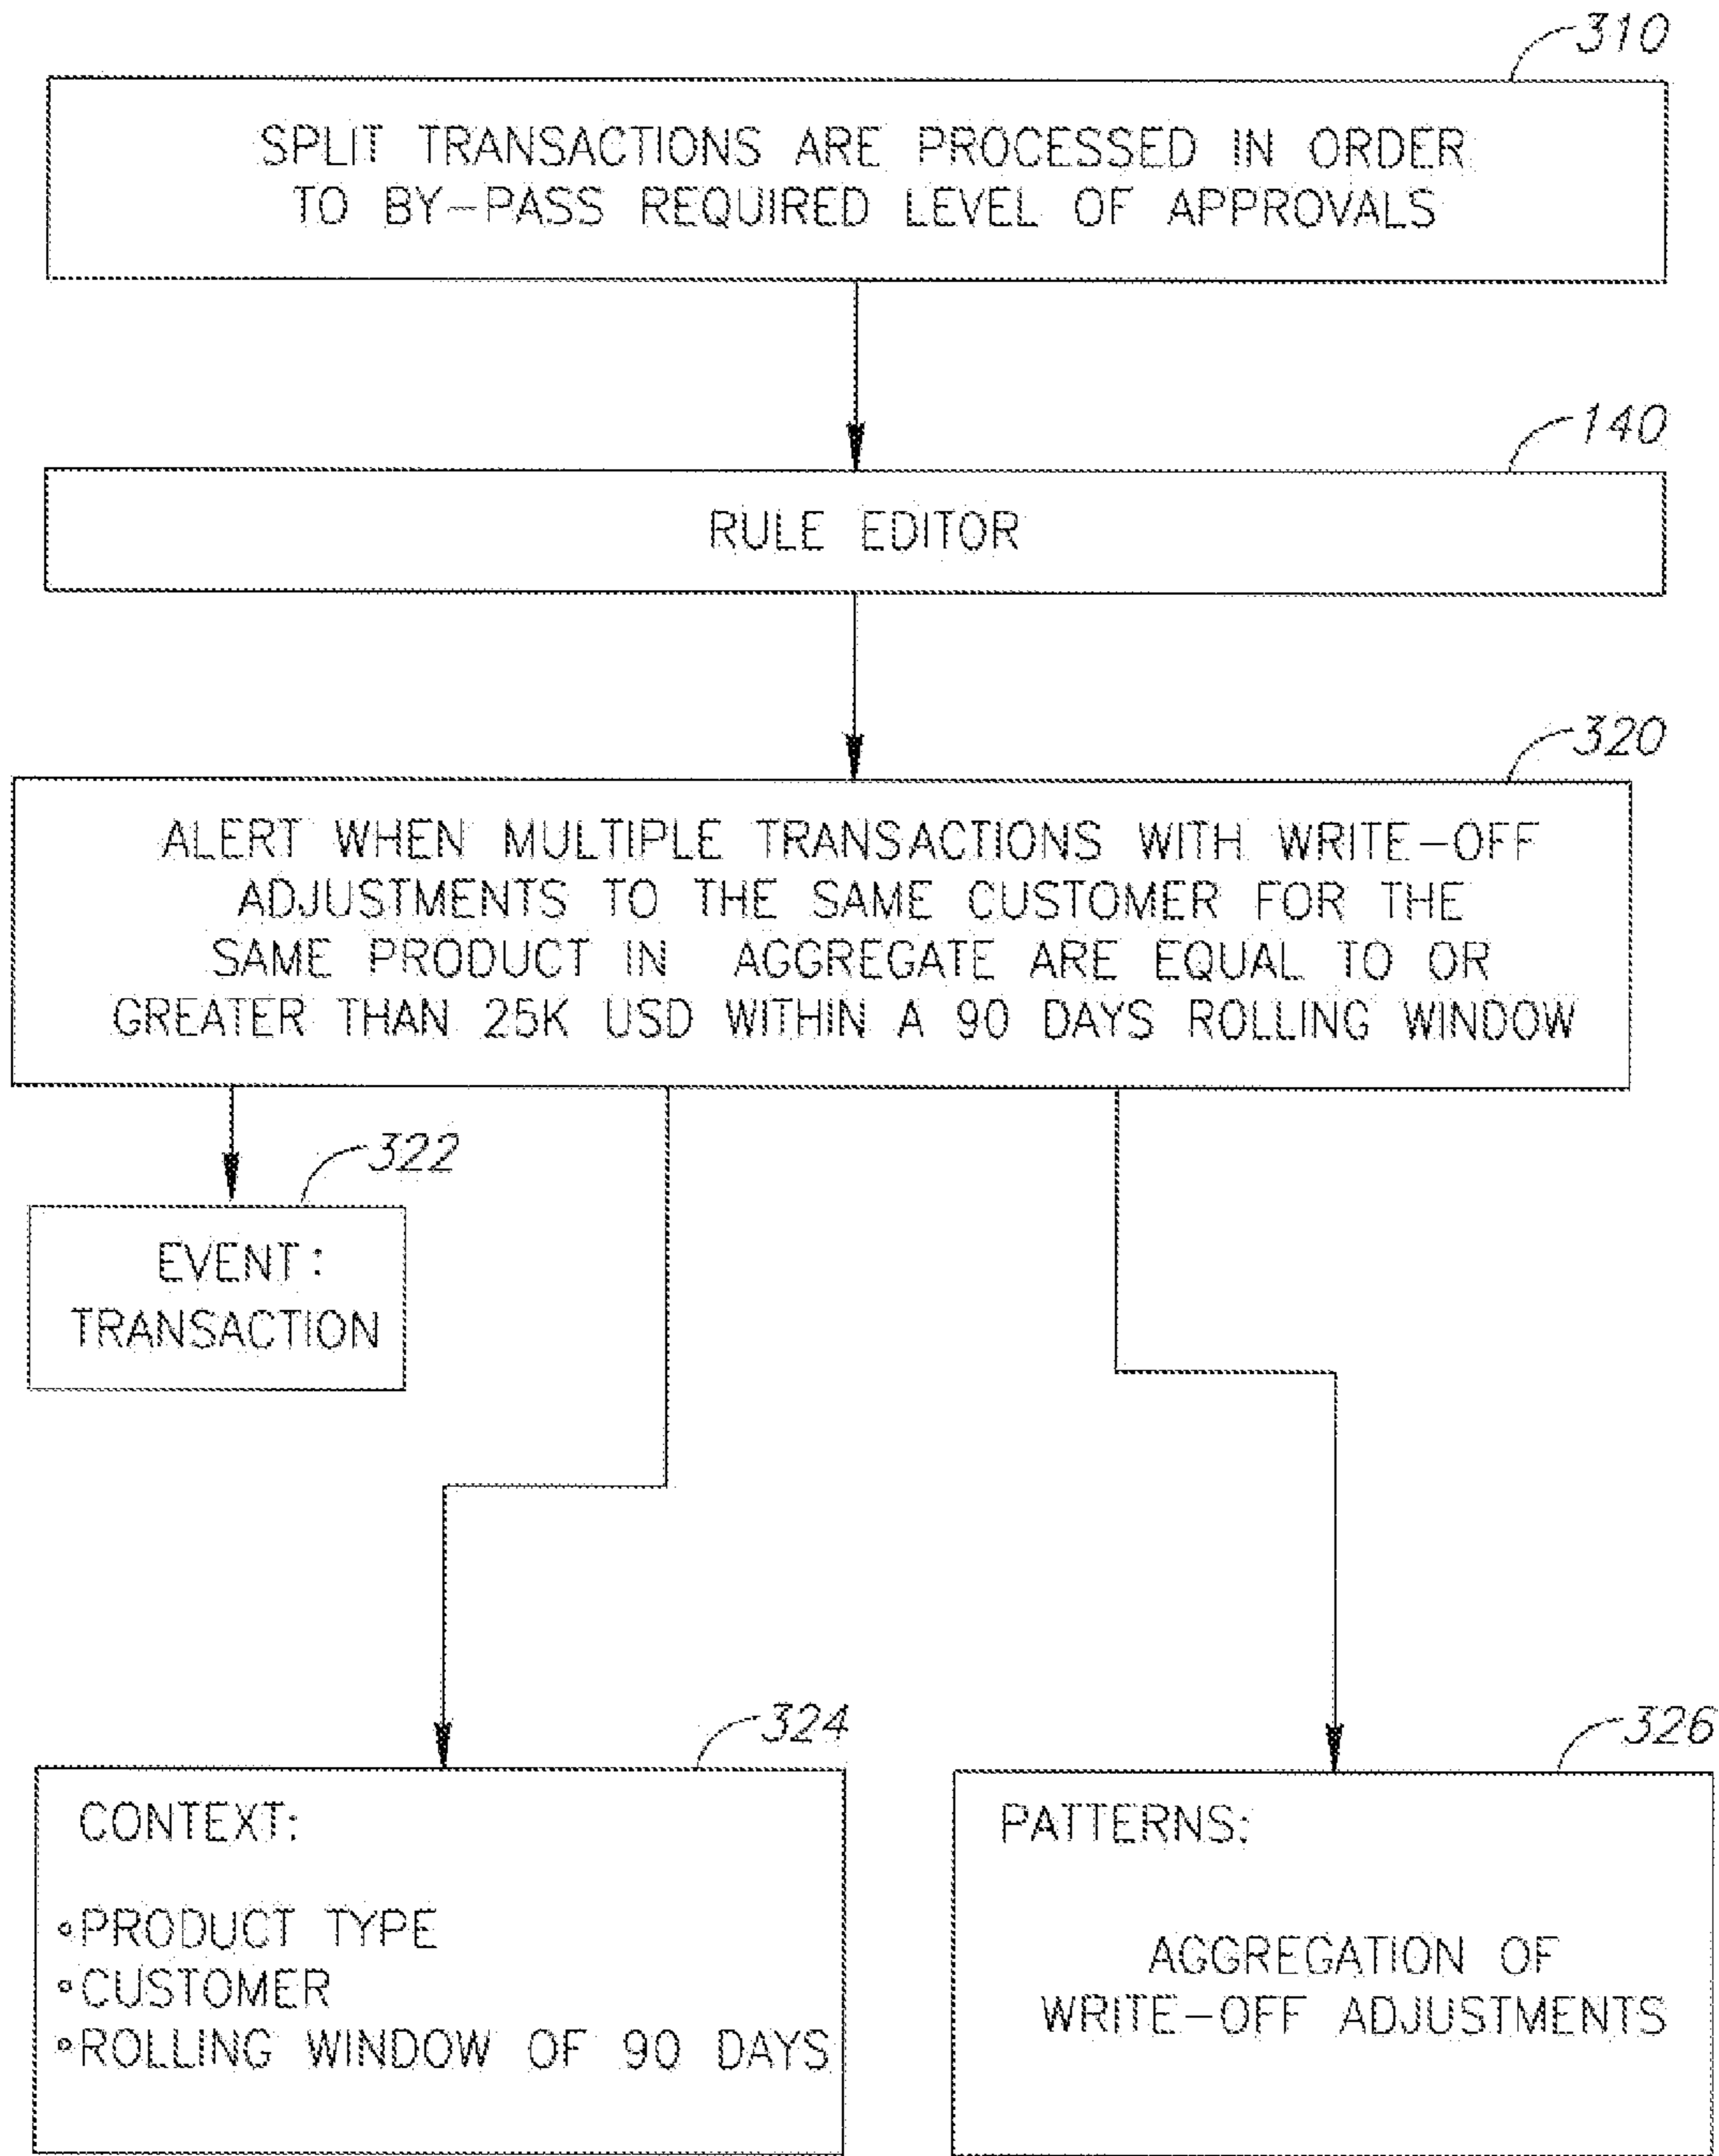 310
SPLIT TRANSACTIONS ARE PROCESSED IN ORDER
TO BY-PASS REQUIRED LEVEL OF APPROVALS
140
RULE EDITOR
320
ALERT WHEN MULTIPLE TRANSACTIONS WITH WRITE-OFF
ADJUSTMENTS TO THE SAME CUSTOMER FOR THE
SAME PRODUCT IN AGGREGATE ARE EQUAL TO OR
GREATER THAN 25K USD WITHIN A 90 DAYS ROLLING WINDOW
322
EVENT:
TRANSACTION
324
CONTEXT:
•PRODUCT TYPE
•CUSTOMER
•ROLLING WINDOW OF 90 DAYS
326
PATTERNS:
AGGREGATION OF
WRITE-OFF ADJUSTMENTS